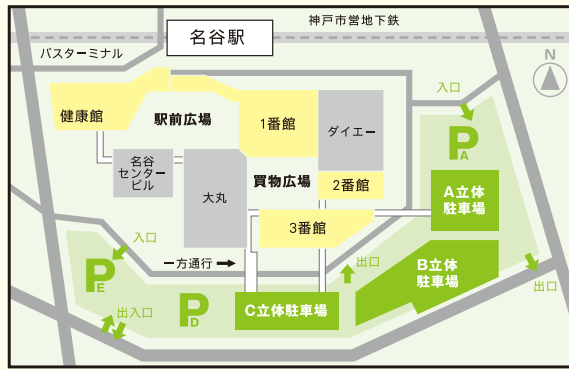 神戸市営地下鉄
名谷駅
バスターミナル
N
入口
健康館
駅前広場
1番館
ダイエー
P
A
名谷
センター
ビル
大丸
買物広場
2番館
A立体
駐車場
3番館
入口
一方通行
出口
B立体
駐車場
出口
P
E
出入口
P
D
C立体駐車場